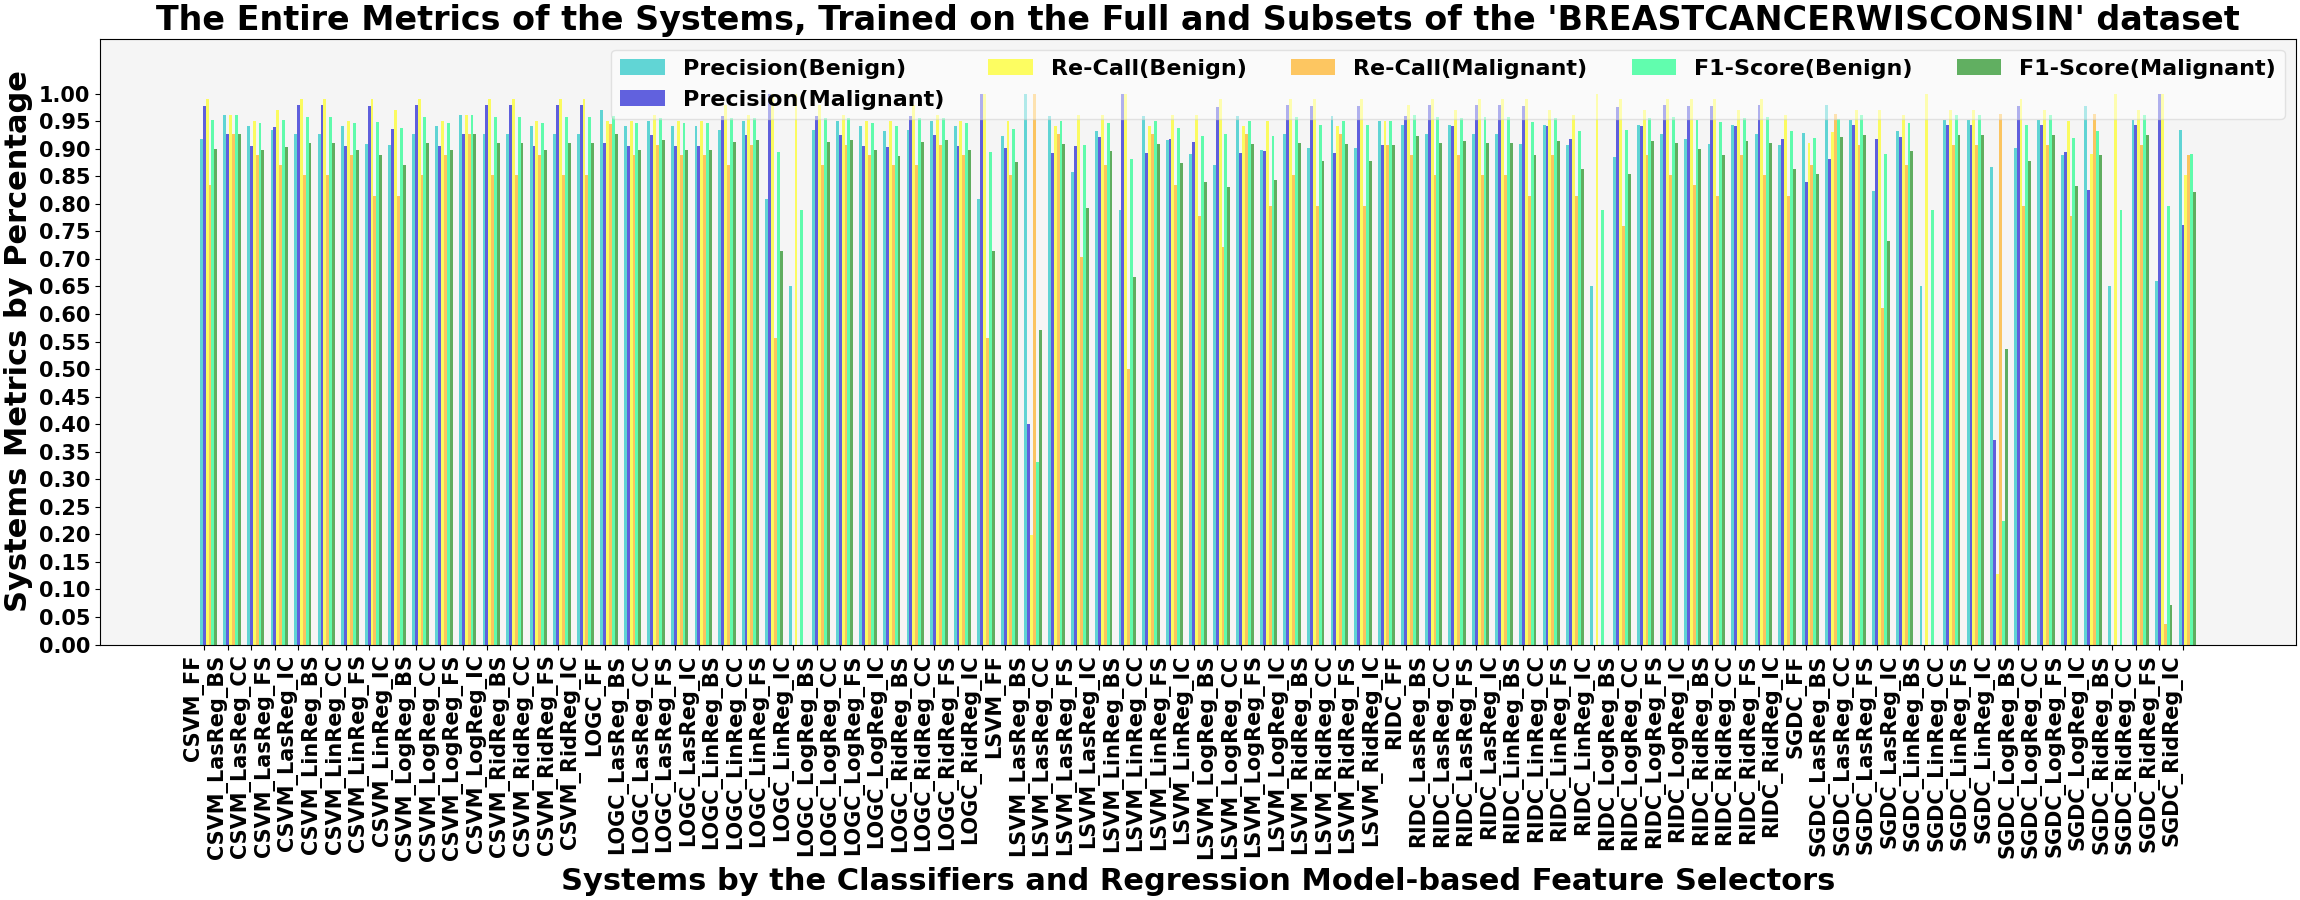 The Entire Metrics of the Systems, Trained on the Full and Subsets of the 'BREASTCANCERWISCONSIN' dataset
Precision(Benign)
Precision(Malignant)
Re-Call(Benign)
Re-Call(Malignant)
F1-Score(Benign)
F1-Score(Malignant)
Systems Metrics by Percentage
1.00
0.95
0.90
0.85
0.80
0.75
0.70
0.65
0.60
0.55
0.50
0.45
0.40
0.35
0.30
0.25
0.20
0.15
0.10
0.05
0.00
CSVM_FF
CSVM_LasReg_BS
CSVM_LasReg_CC
CSVM_LasReg_FS
CSVM_LasReg_IC
CSVM_LinReg_BS
CSVM_LinReg_CC
CSVM_LinReg_FS
CSVM_LinReg_IC
CSVM_LogReg_BS
CSVM_LogReg_CC
CSVM_LogReg_FS
CSVM_LogReg_IC
CSVM_RidReg_BS
CSVM_RidReg_CC
CSVM_RidReg_FS
CSVM_RidReg_IC
LOGC_FF
LOGC_LasReg_BS
LOGC_LasReg_CC
LOGC_LasReg_FS
LOGC_LasReg_IC
LOGC_LinReg_BS
LOGC_LinReg_CC
LOGC_LinReg_FS
LOGC_LinReg_IC
LOGC_LogReg_BS
LOGC_LogReg_CC
LOGC_LogReg_FS
LOGC_LogReg_IC
LOGC_RidReg_BS
LOGC_RidReg_CC
LOGC_RidReg_FS
LOGC_RidReg_IC
LSVM_FF
LSVM_LasReg_BS
LSVM_LasReg_CC
LSVM_LasReg_FS
LSVM_LasReg_IC
LSVM_LinReg_BS
LSVM_LinReg_CC
LSVM_LinReg_FS
LSVM_LinReg_IC
LSVM_LogReg_BS
LSVM_LogReg_CC
LSVM_LogReg_FS
LSVM_LogReg_IC
LSVM_RidReg_BS
LSVM_RidReg_CC
LSVM_RidReg_FS
LSVM_RidReg_IC
RIDC_FF
RIDC_LasReg_BS
RIDC_LasReg_CC
RIDC_LasReg_FS
RIDC_LasReg_IC
RIDC_LinReg_BS
RIDC_LinReg_CC
RIDC_LinReg_FS
RIDC_LinReg_IC
RIDC_LogReg_BS
RIDC_LogReg_CC
RIDC_LogReg_FS
RIDC_LogReg_IC
RIDC_RidReg_BS
RIDC_RidReg_CC
RIDC_RidReg_FS
RIDC_RidReg_IC
SGDC_FF
SGDC_LasReg_BS
SGDC_LasReg_CC
SGDC_LasReg_FS
SGDC_LasReg_IC
SGDC_LinReg_BS
SGDC_LinReg_CC
SGDC_LinReg_FS
SGDC_LinReg_IC
SGDC_LogReg_BS
SGDC_LogReg_CC
SGDC_LogReg_FS
SGDC_LogReg_IC
SGDC_RidReg_BS
SGDC_RidReg_CC
SGDC_RidReg_FS
SGDC_RidReg_IC
Systems by the Classifiers and Regression Model-based Feature Selectors